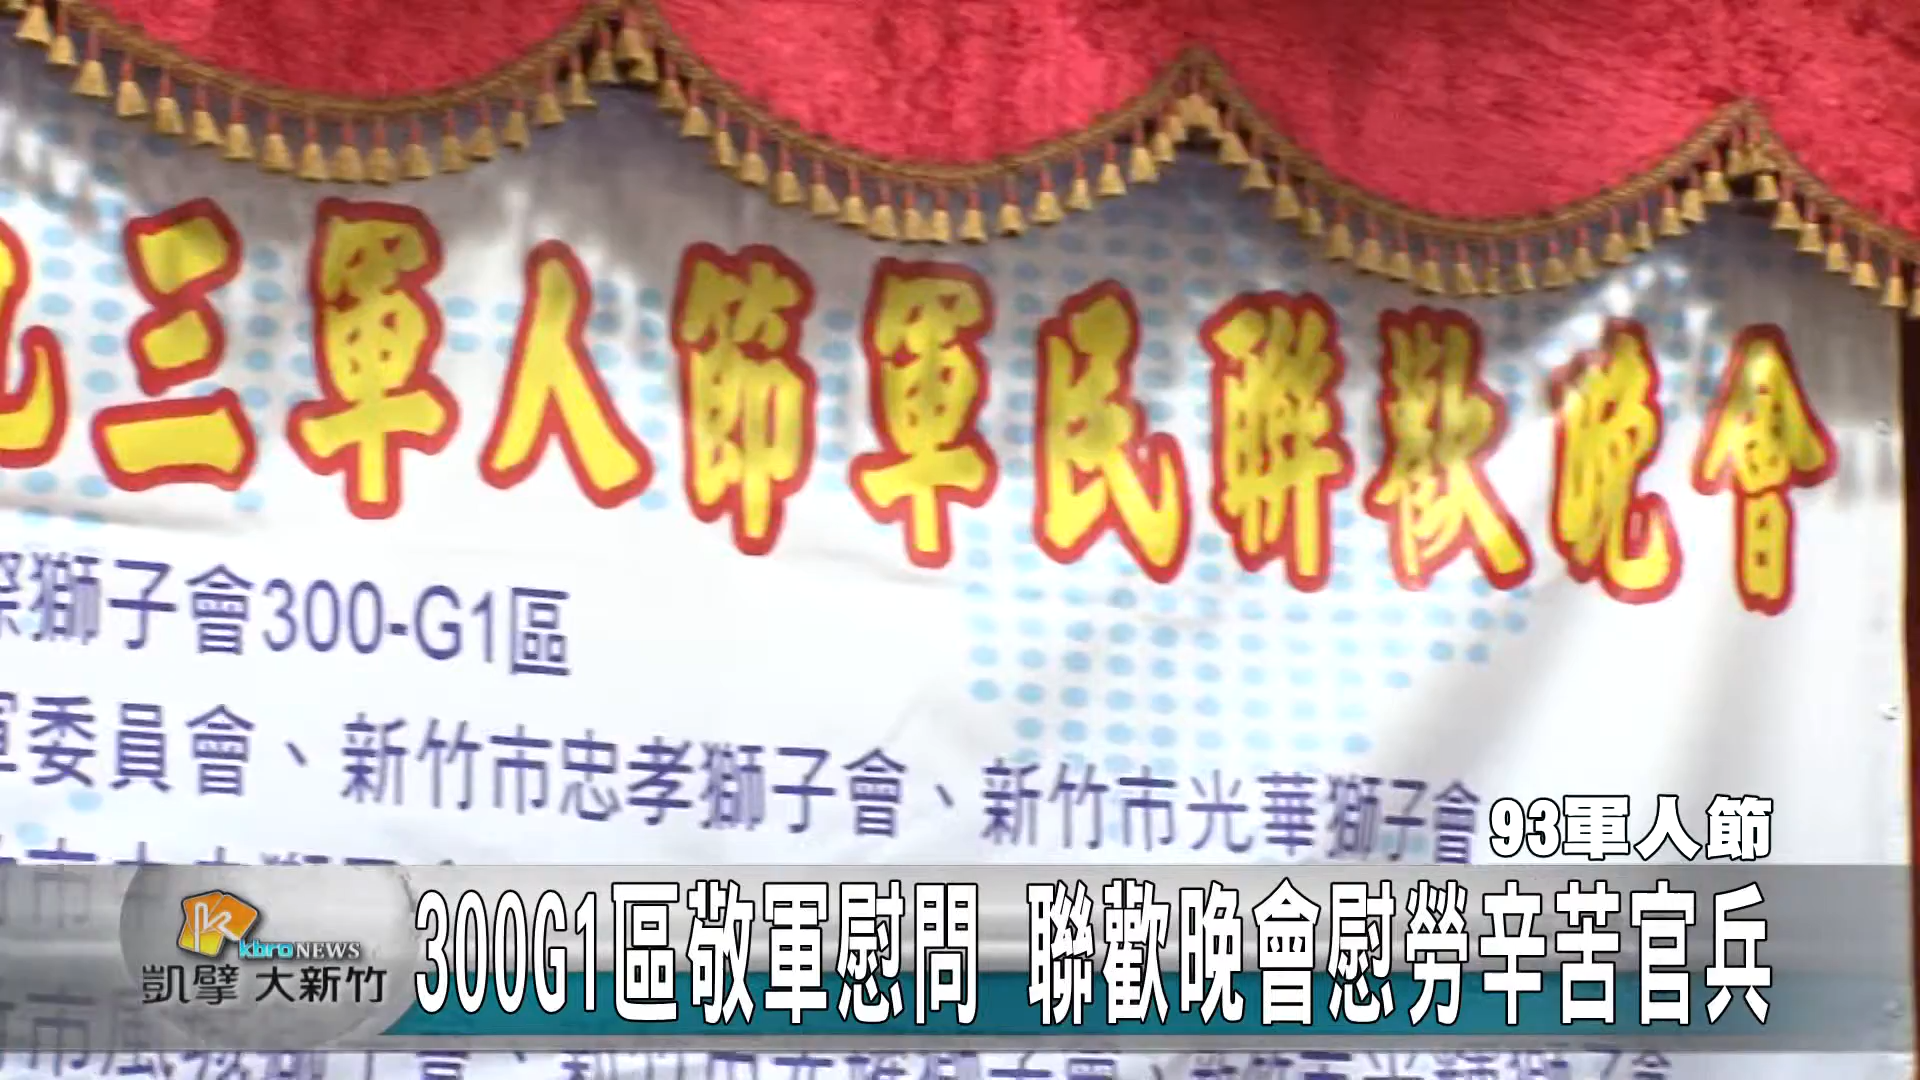 三軍人節軍民聯歡晚會
獅子會300-G1區
委員會、新竹市忠孝獅子會、新竹市光華獅子會
93軍人節
300G1區敬軍慰問 聯歡晚會慰勞辛苦官兵
kbro NEWS
凱擘 大新竹